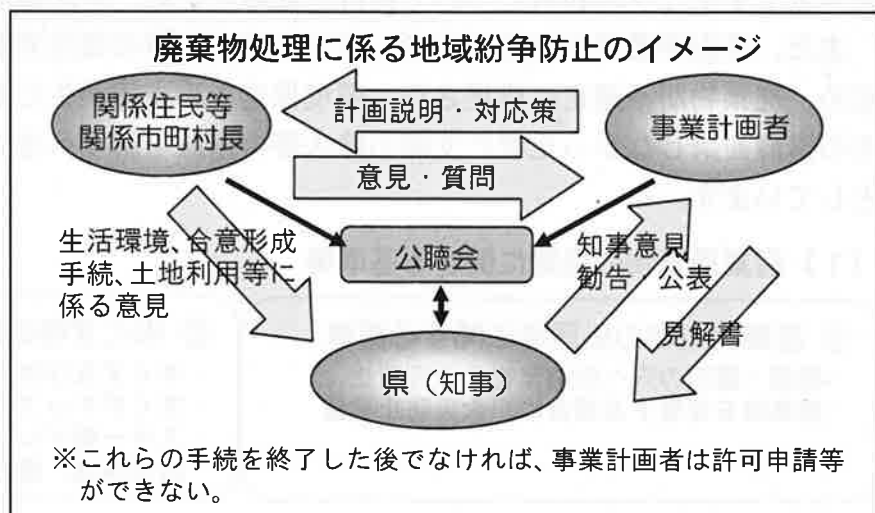 廃棄物処理に係る地域紛争防止のイメージ
関係住民等
関係市町村長
計画説明・対応策
事業計画者
意見・質問
生活環境、合意形成
手続、土地利用等に
係る意見
公聴会
知事意見
勧告 公表
見解書
県（知事）
※これらの手続を終了した後でなければ、事業計画者は許可申請等
ができない。